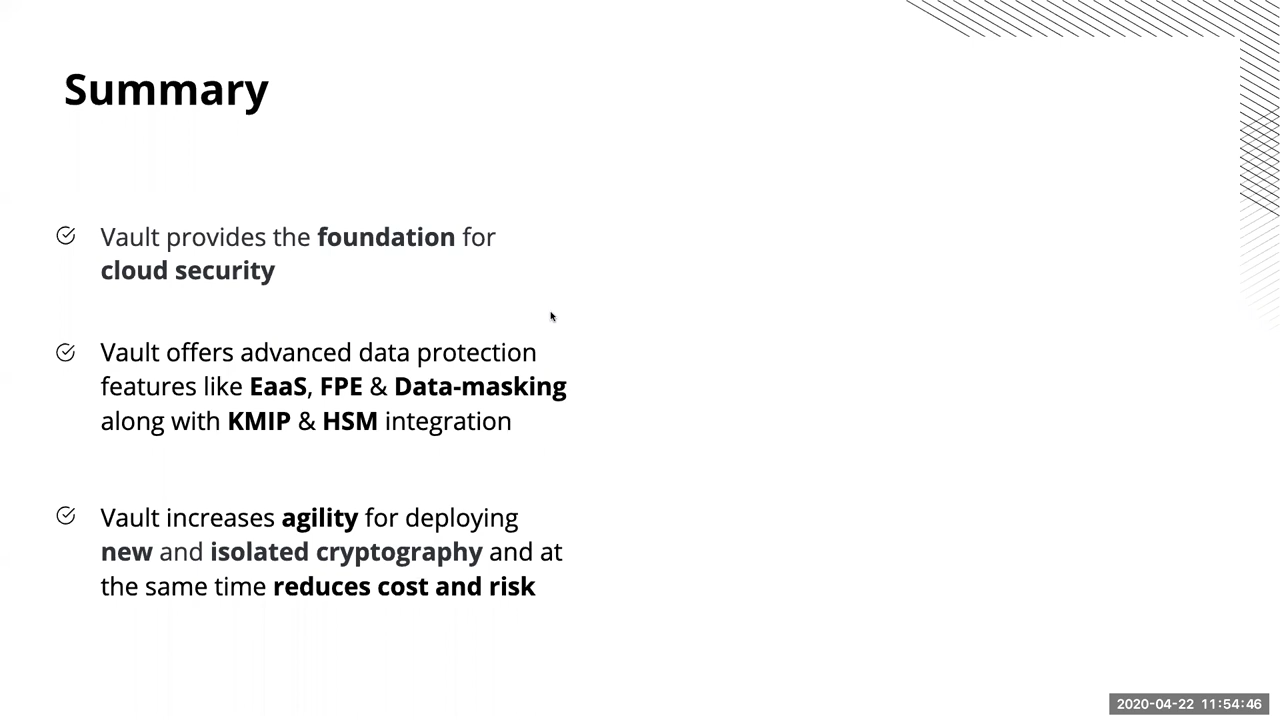 Summary
Vault provides the foundation for
cloud security
Vault offers advanced data protection
features like EaaS, FPE & Data-masking
along with KMIP & HSM integration
Vault increases agility for deploying
new and isolated cryptography and at
the same time reduces cost and risk
2020-04-22 11:54:46